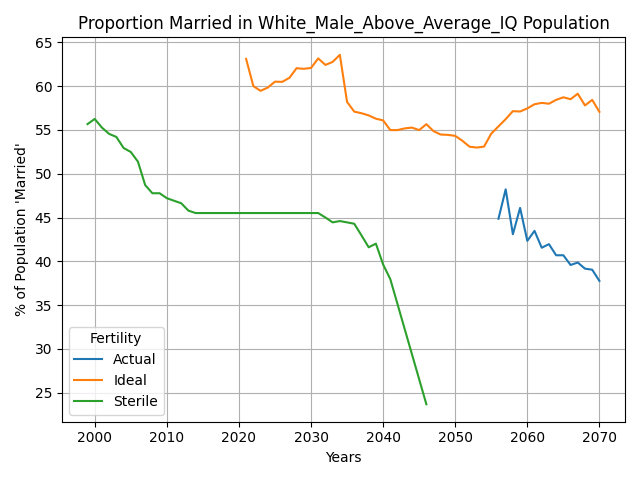 Proportion Married in White_Male_Above_Average_IQ Population
% of Population 'Married'
65
60
55
50
45
40
35
30
25
Fertility
Actual
Ideal
Sterile
2000 2010 2020 2030 2040 2050 2060 2070
Years